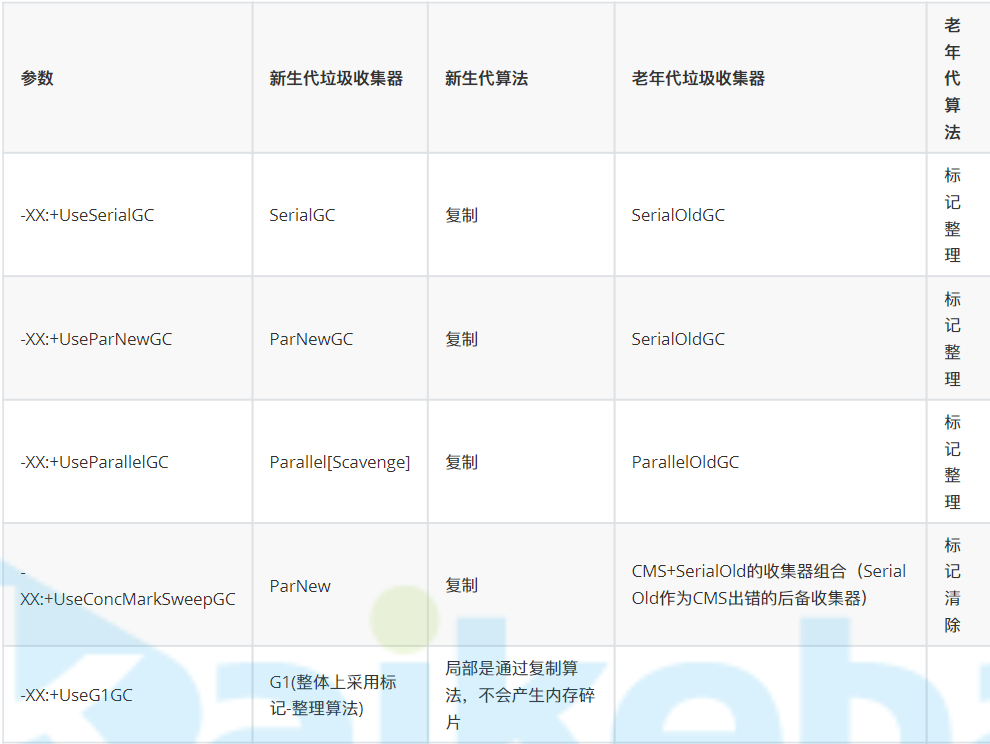 参数
新生代垃圾收集器
新生代算法
老年代垃圾收集器
老
年
代
算
法
-XX:+UseSerialGC
SerialGC
复制
SerialOldGC
标
记
整
理
-XX:+UseParNewGC
ParNewGC
复制
SerialOldGC
标
记
整
理
-XX:+UseParallelGC
Parallel[Scavenge]
复制
ParallelOldGC
标
记
整
理
-
XX:+UseConcMarkSweepGC
ParNew
复制
CMS+SerialOld的收集器组合（Serial
Old作为CMS出错的后备收集器）
标
记
清
除
-XX:+UseG1GC
G1(整体上采用标
记-整理算法)
局部是通过复制算
法，不会产生内存碎
片
kaikeba